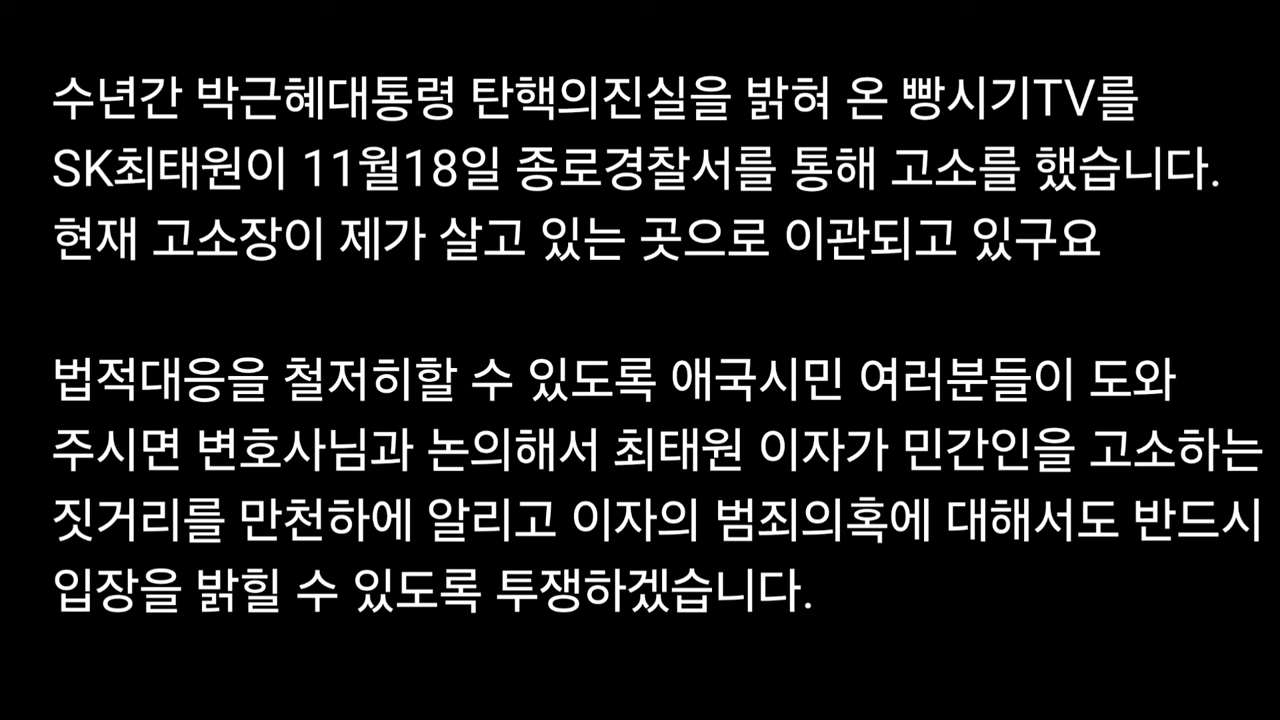 수년간 박근혜대통령 탄핵의진실을 밝혀 온 빵시기TV를
SK최태원이 11월18일 종로경찰서를 통해 고소를 했습니다.
현재 고소장이 제가 살고 있는 곳으로 이관되고 있구요
법적대응을 철저히할 수 있도록 애국시민 여러분들이 도와
주시면 변호사님과 논의해서 최태원 이자가 민간인을 고소하는
짓거리를 만천하에 알리고 이자의 범죄의혹에 대해서도 반드시
입장을 밝힐 수 있도록 투쟁하겠습니다.